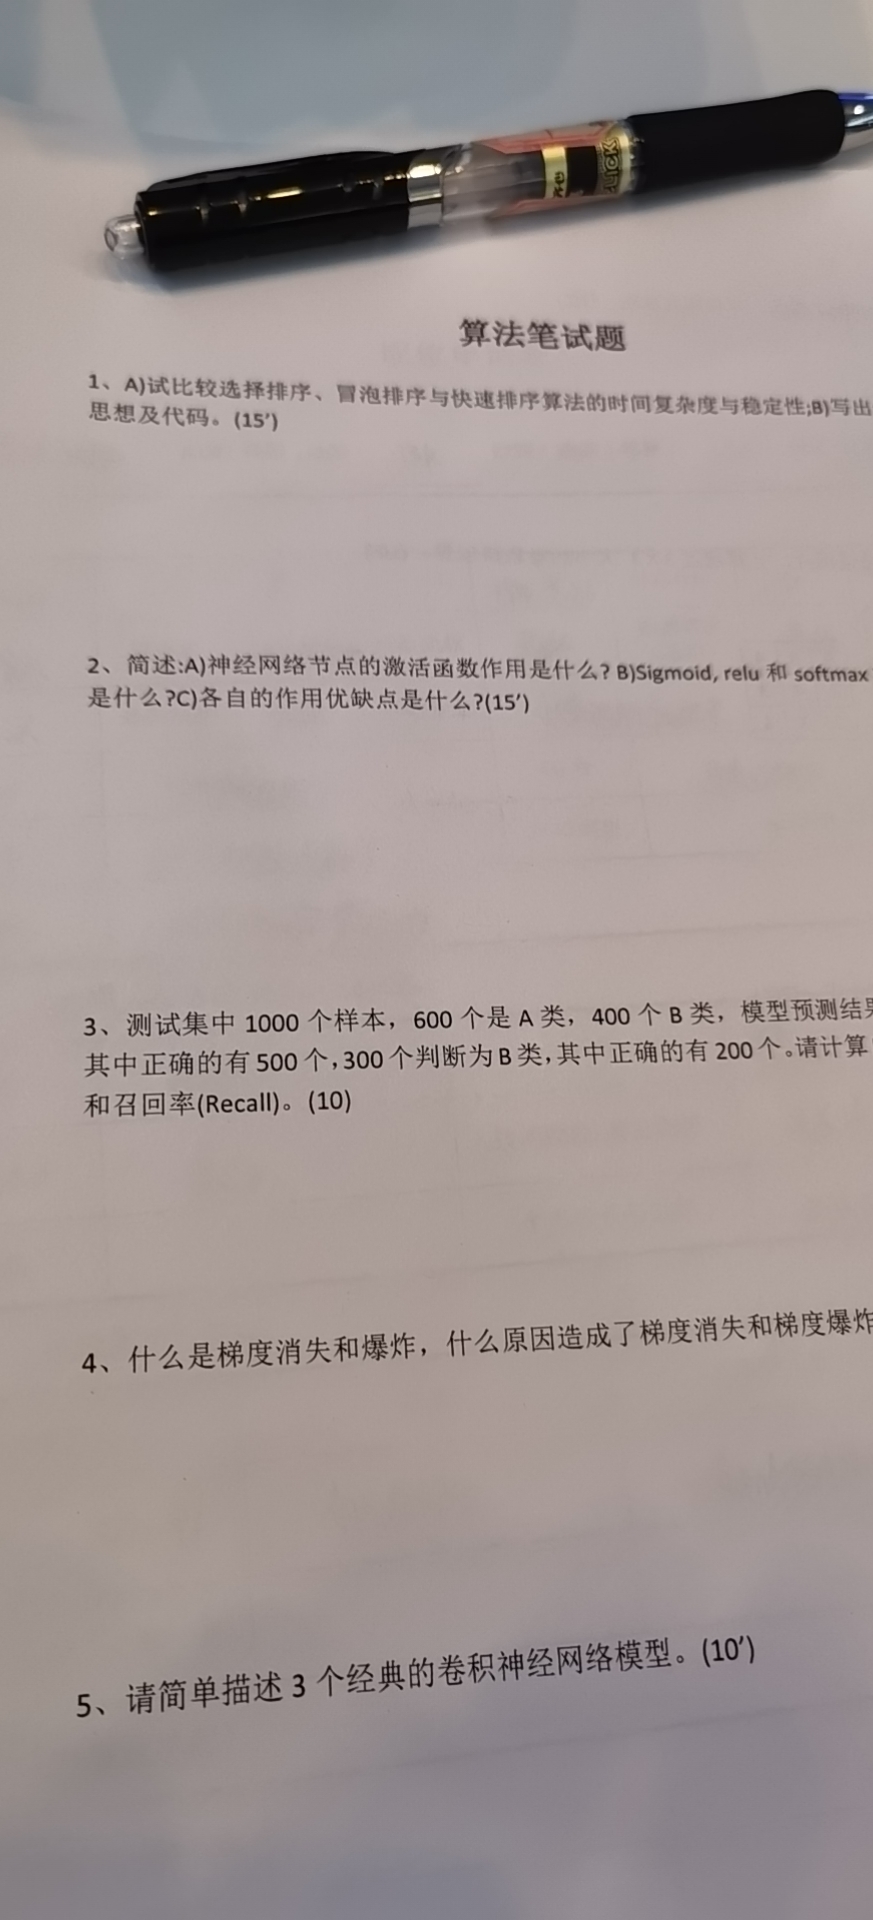 算法笔试题
1、A)试比较选择排序、冒泡排序与快速排序算法的时间复杂度与稳定性;B)写出
思想及代码。(15’)
2、简述:A)神经网络节点的激活函数作用是什么? B)Sigmoid, relu 和 softmax
是什么?C)各自的作用优缺点是什么?(15’)
3、测试集中 1000 个样本，600 个是 A 类，400 个 B 类，模型预测结果
其中正确的有 500 个,300 个判断为 B 类,其中正确的有 200 个。请计算
和召回率(Recall)。(10)
4、什么是梯度消失和爆炸，什么原因造成了梯度消失和梯度爆炸
5、请简单描述 3 个经典的卷积神经网络模型。(10’)